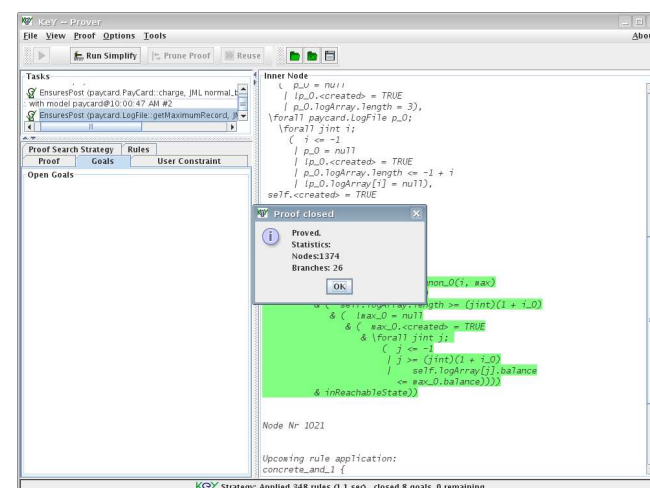 KeY -- Prover
File View Proof Options Tools
Abou
Run Simplify Prune Proof Reuse
Tasks
EnsuresPost (paycard.PayCard::charge, JML normal_b
with model paycard@10:00:47 AM #2
EnsuresPost (paycard.LogFile::getMaximumRecord, JM
Proof Search Strategy Rules
Proof Goals User Constraint
Open Goals
Inner Node
( p_0 = null
| !p_0.<created> = TRUE
| p_0.logArray.length = 3),
\forall paycard.LogFile p_0;
\forall jint i;
( i <= -1
| p_0 = null
| !p_0.<created> = TRUE
| p_0.logArray.length <= -1 + i
| !p_0.logArray[i] = null),
self.<created> = TRUE
Proof closed
Proved.
Statistics:
Nodes:1374
Branches: 26
OK
non_0(i, max)
& ( self.logArray.length >= (jint)(1 + i_0)
& ( !max_0 = null
& ( max_0.<created> = TRUE
& \forall jint j;
( j <= -1
| j >= (jint)(1 + i_0)
| self.logArray[j].balance
<= max_0.balance))))
& inReachableState))
Node Nr 1021
Upcoming rule application:
concrete_and_1 {
KeY Strategy: Applied 348 rules (1.1 sec), closed 8 goals, 0 remaining